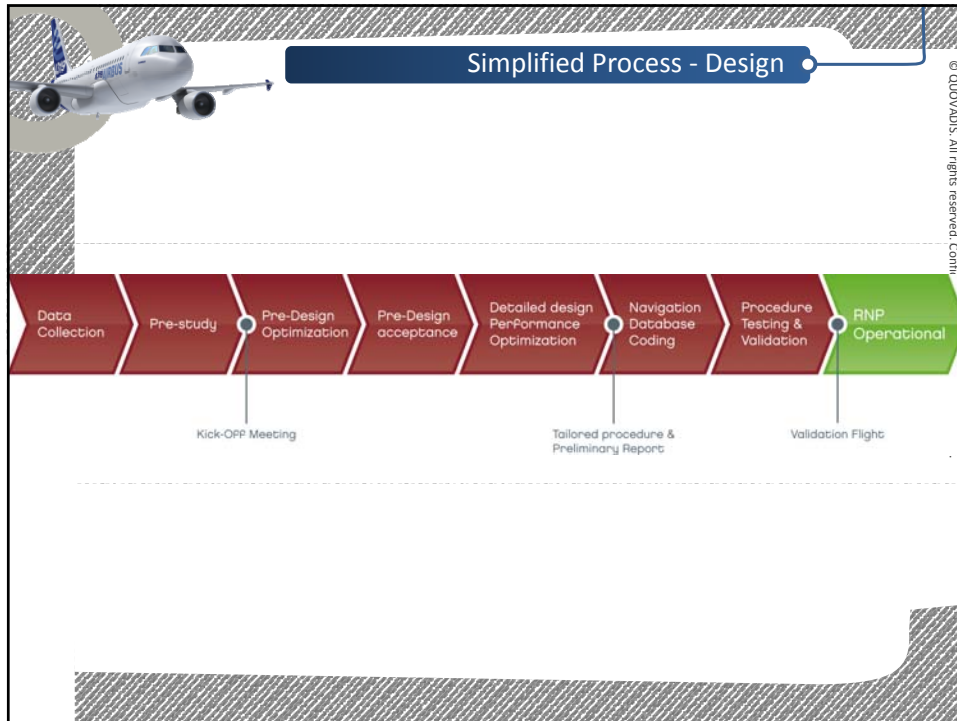 Simplified Process - Design
© QUOVADIS. All rights reserved. Confi
AIRBUS
Data
Collection
Pre-study
Pre-Design
Optimization
Pre-Design
acceptance
Detailed design
Performance
Optimization
Navigation
Database
Coding
Procedure
Testing &
Validation
RNP
Operational
Kick-Off Meeting
Tailored procedure &
Preliminary Report
Validation Flight